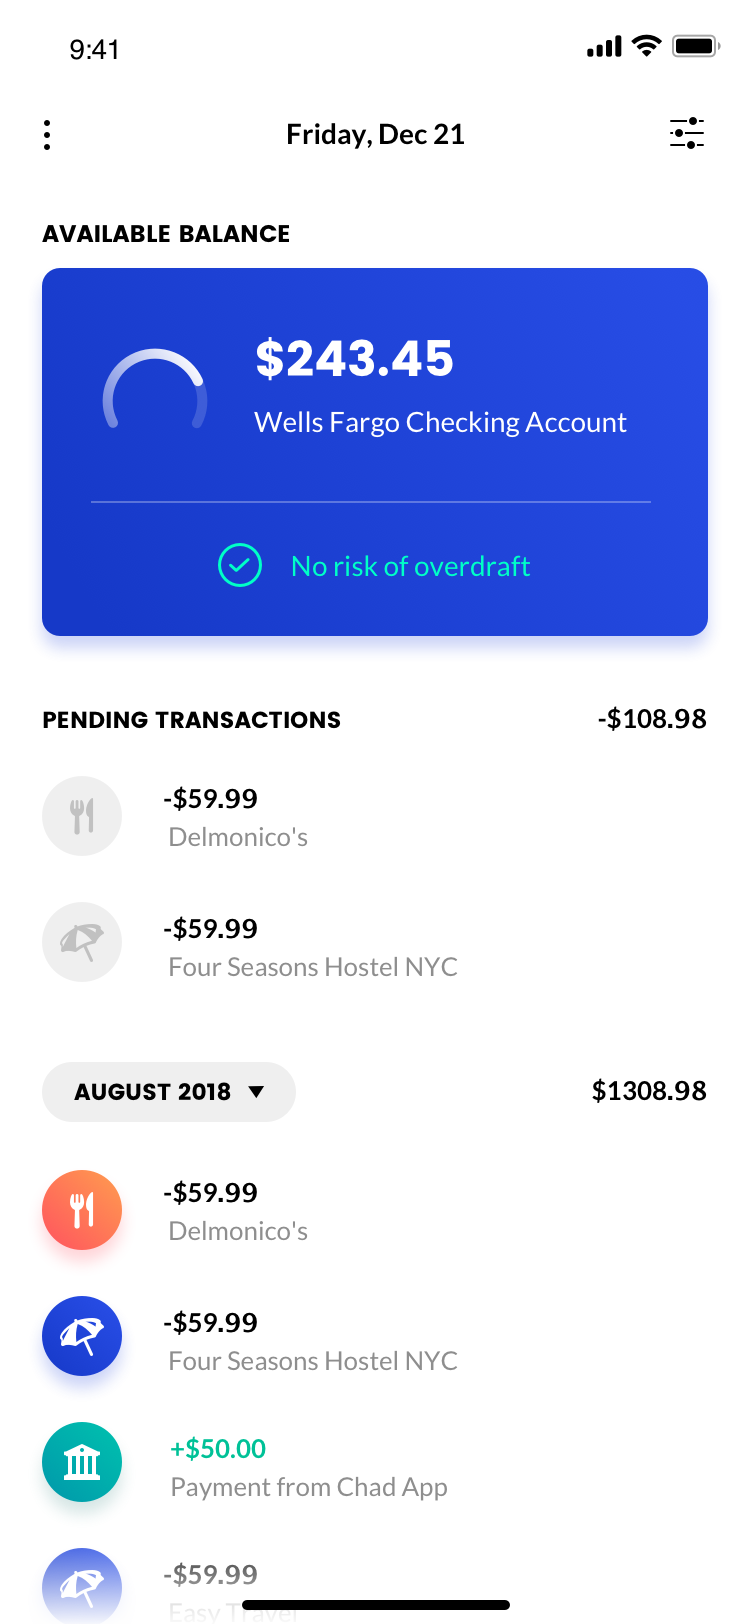 9:41
Friday, Dec 21
AVAILABLE BALANCE
$243.45
Wells Fargo Checking Account
No risk of overdraft
PENDING TRANSACTIONS
-$108.98
-$59.99
Delmonico's
-$59.99
Four Seasons Hostel NYC
AUGUST 2018
$1308.98
-$59.99
Delmonico's
-$59.99
Four Seasons Hostel NYC
+$50.00
Payment from Chad App
-$59.99
Easy Travel